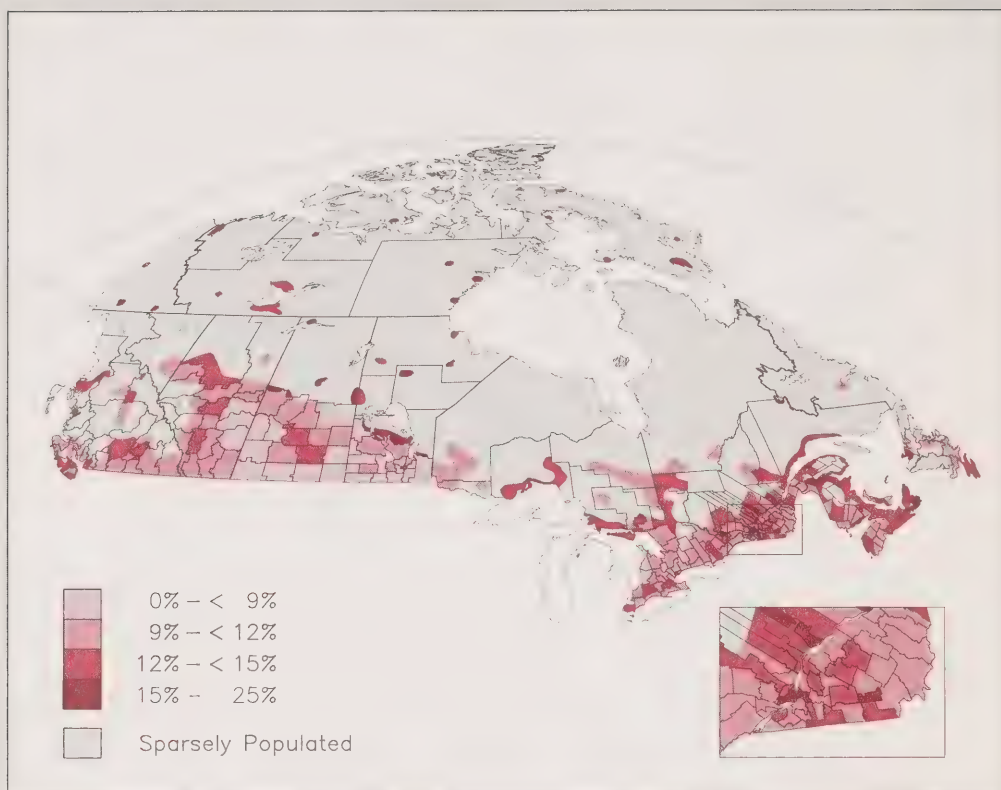 0% - < 9%
9% - < 12%
12% - < 15%
15% - 25%
Sparsely Populated